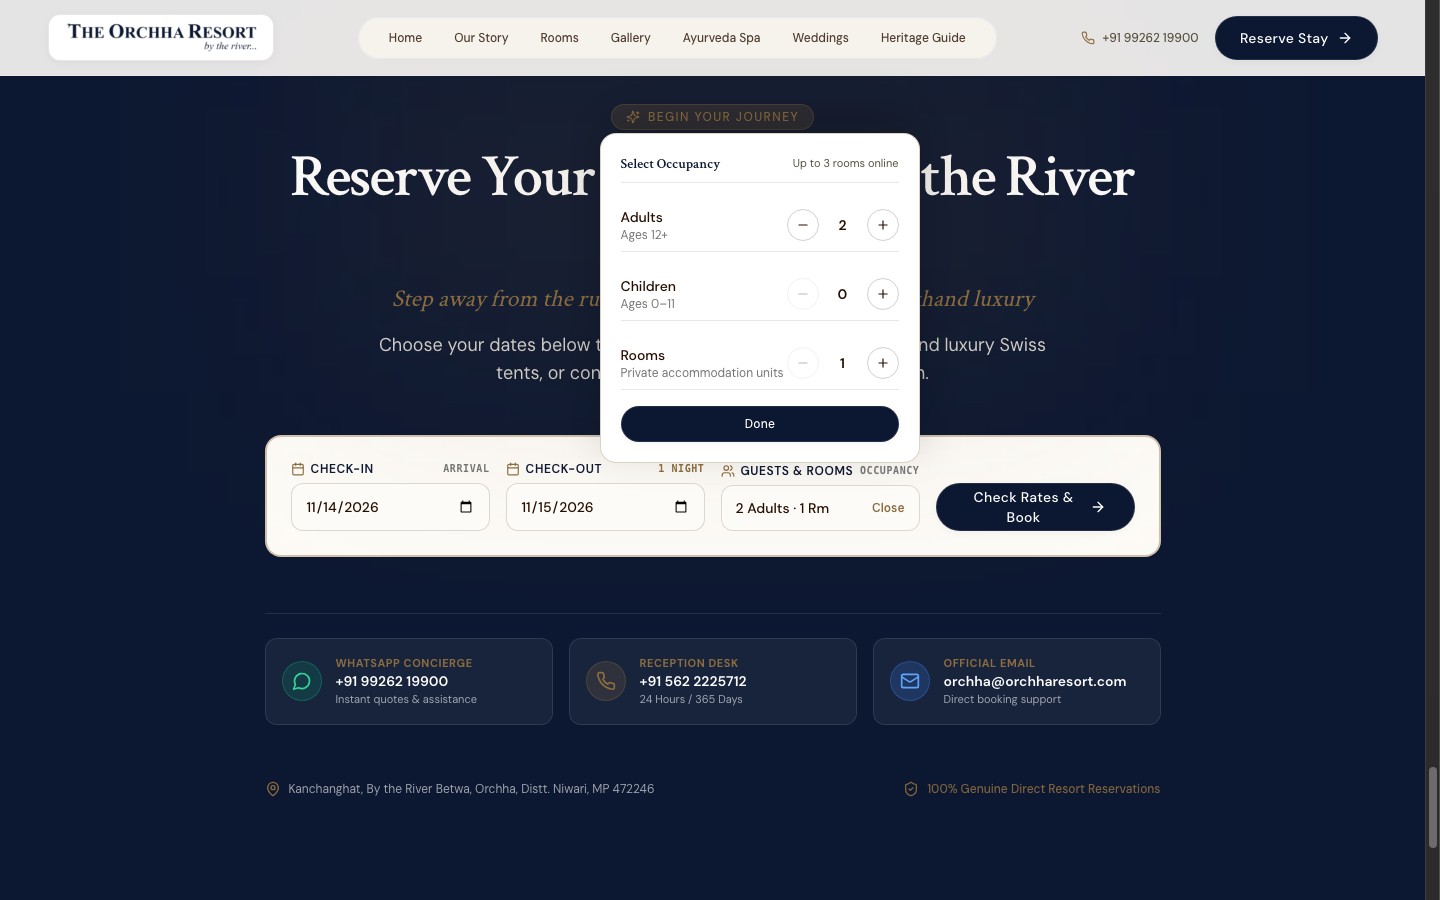 THE ORCHHA RESORT
by the river...
Home
Our Story
Rooms
Gallery
Ayurveda Spa
Weddings
Heritage Guide
+91 99262 19900
Reserve Stay
BEGIN YOUR JOURNEY
Reserve Your
the River
Select Occupancy
Up to 3 rooms online
Adults
Ages 12+
2
Children
Ages 0–11
0
Rooms
Private accommodation units
1
Done
Step away from the
luxury
Choose your dates below
luxury Swiss
tents, or
CHECK-IN
ARRIVAL
11/14/2026
CHECK-OUT
1 NIGHT
11/15/2026
GUESTS & ROOMS
OCCUPANCY
2 Adults · 1 Rm
Close
Check Rates &
Book
WHATSAPP CONCIERGE
+91 99262 19900
Instant quotes & assistance
RECEPTION DESK
+91 562 2225712
24 Hours / 365 Days
OFFICIAL EMAIL
orchha@orchharesort.com
Direct booking support
Kanchanghat, By the River Betwa, Orchha, Distt. Niwari, MP 472246
100% Genuine Direct Resort Reservations